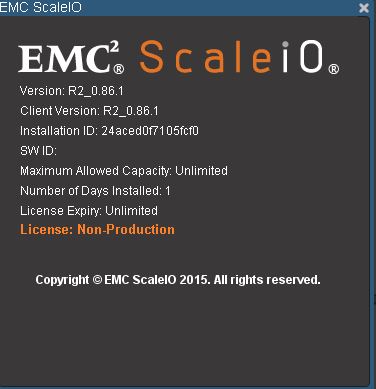 EMC ScaleIO
EMC²® ScaleiO®
Version: R2_0.86.1
Client Version: R2_0.86.1
Installation ID: 24aced0f7105fcf0
SW ID:
Maximum Allowed Capacity: Unlimited
Number of Days Installed: 1
License Expiry: Unlimited
License: Non-Production
Copyright © EMC ScaleIO 2015. All rights reserved.